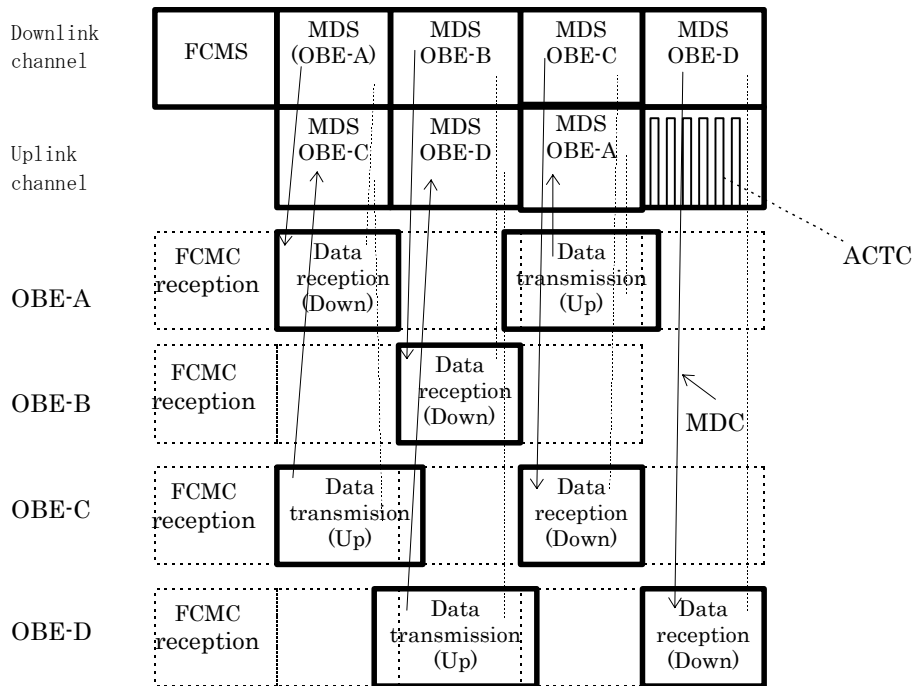 Downlink
channel
FCMS
MDS
(OBE-A)
MDS
OBE-B
MDS
OBE-C
MDS
OBE-D
Uplink
channel
MDS
OBE-C
MDS
OBE-D
MDS
OBE-A
ACTC
OBE-A
FCMC
reception
Data
reception
(Down)
Data
transmission
(Up)
OBE-B
FCMC
reception
Data
reception
(Down)
MDC
OBE-C
FCMC
reception
Data
transmision
(Up)
Data
reception
(Down)
OBE-D
FCMC
reception
Data
transmission
(Up)
Data
reception
(Down)